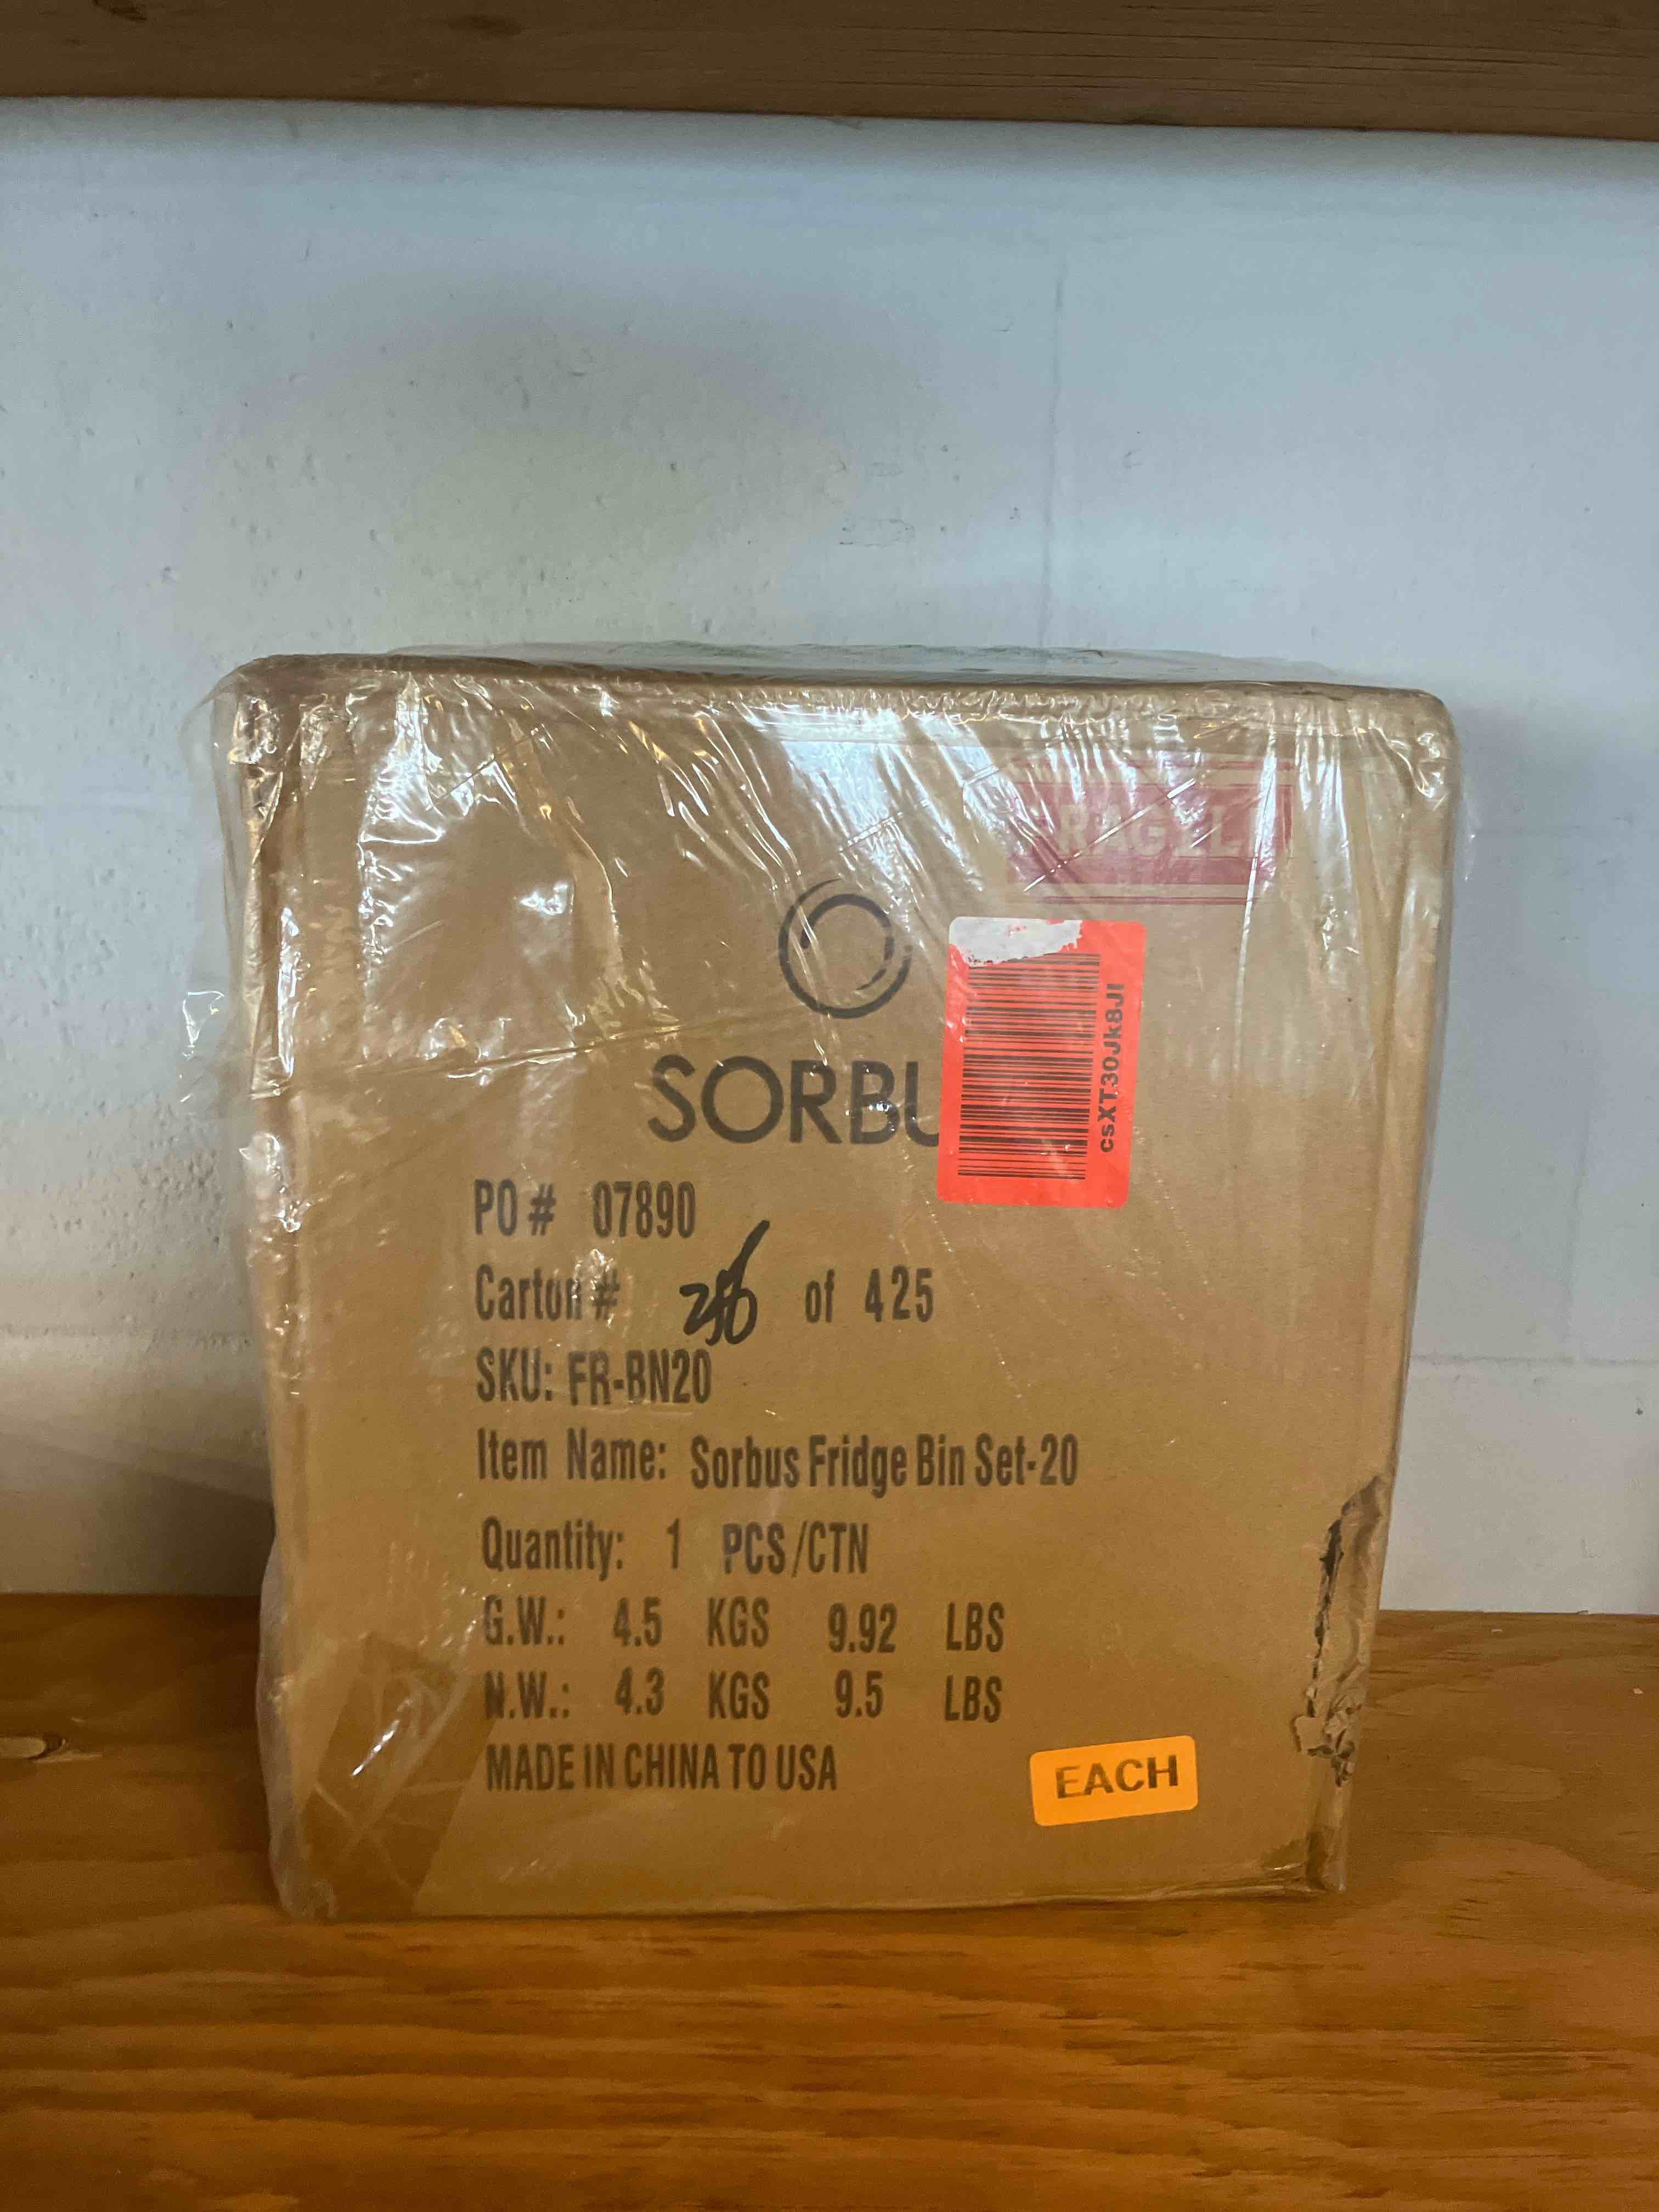 FRAGILE
SORBU
csXT30Jk8JI
PO # 07890
Carton # of 425
SKU: FR-BN20
Item Name: Sorbus Fridge Bin Set-20
Quantity: 1 PCS/CTN
G.W.: 4.5 KGS 9.92 LBS
N.W.: 4.3 KGS 9.5 LBS
MADE IN CHINA TO USA
EACH